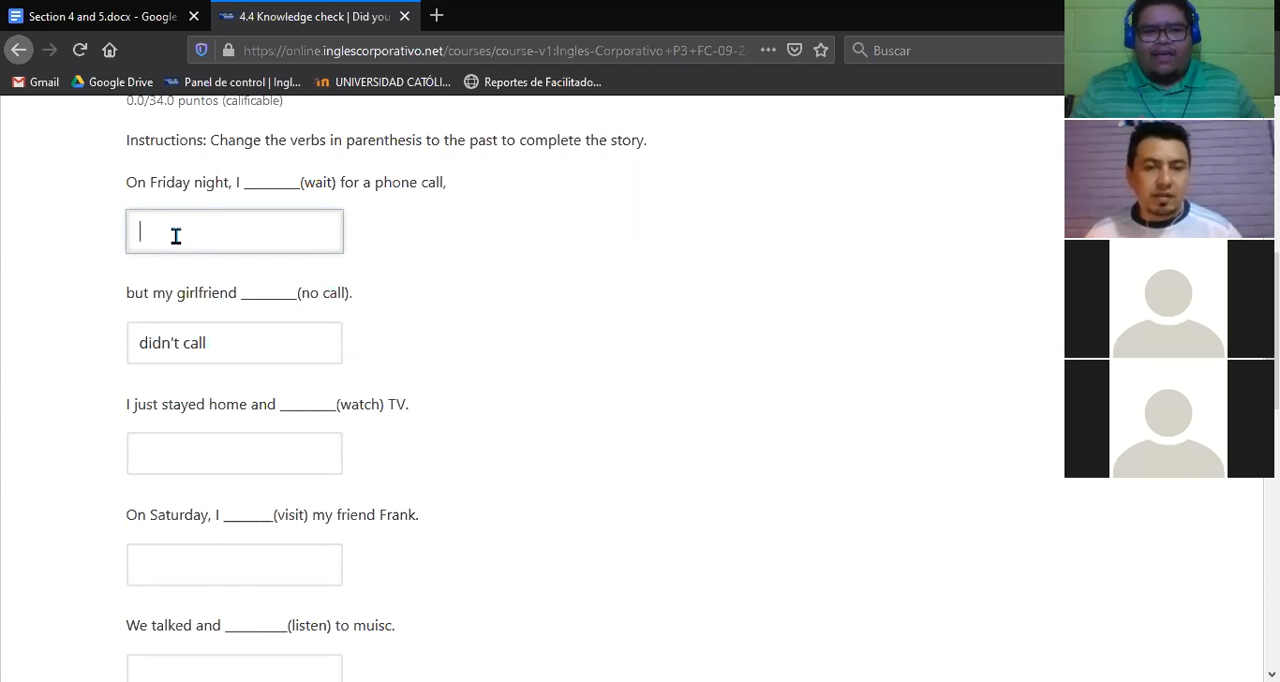 Section 4 and 5.docx - Google
4.4 Knowledge check | Did you
https://online.inglescorporativo.net/courses/course-v1:Ingles-Corporativo+P3+FC-09-2
Buscar
Gmail
Google Drive
Panel de control | Ingl...
UNIVERSIDAD CATÓLI...
Reportes de Facilitado...
0.0/34.0 puntos (calificable)
Instructions: Change the verbs in parenthesis to the past to complete the story.
On Friday night, I ________(wait) for a phone call,
but my girlfriend ________(no call).
didn't call
I just stayed home and ________(watch) TV.
On Saturday, I _______(visit) my friend Frank.
We talked and _________(listen) to muisc.